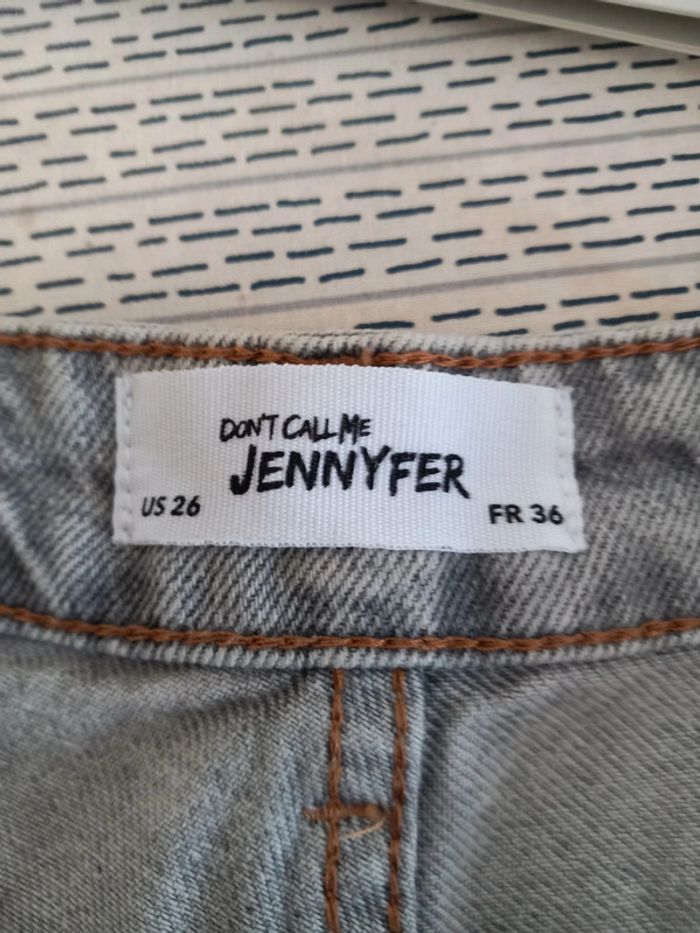 DON'T CALL ME
JENNYFER
US 26
FR 36